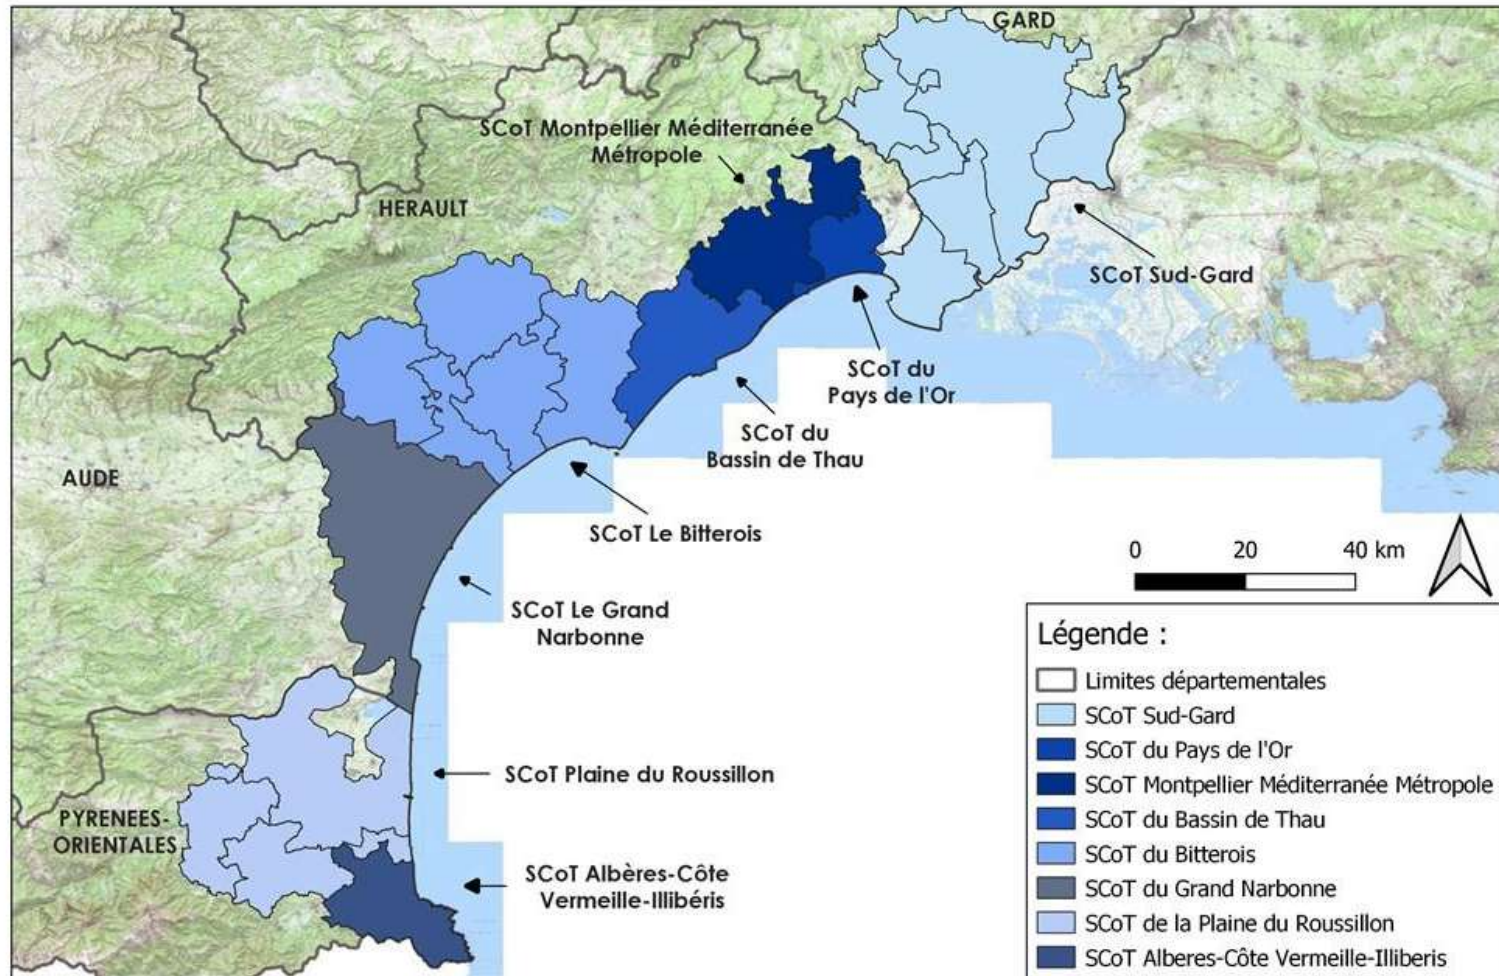 GARD
SCoT Montpellier Méditerranée
Métropole
HERAULT
SCoT Sud-Gard
SCoT du
Pays de l'Or
SCoT du
Bassin de Thau
AUDE
SCoT Le Bitterois
0 20 40 km
SCoT Le Grand
Narbonne
SCoT Plaine du Roussillon
PYRENEES-
ORIENTALES
SCoT Albères-Côte
Vermeille-Illibéris
Légende :
Limites départementales
SCoT Sud-Gard
SCoT du Pays de l'Or
SCoT Montpellier Méditerranée Métropole
SCoT du Bassin de Thau
SCoT du Bitterois
SCoT du Grand Narbonne
SCoT de la Plaine du Roussillon
SCoT Alberes-Côte Vermeille-Illiberis